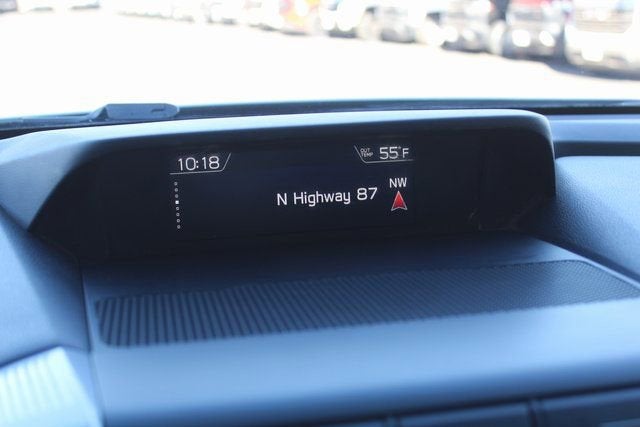 10:18
OUT TEMP 55°F
N Highway 87
NW